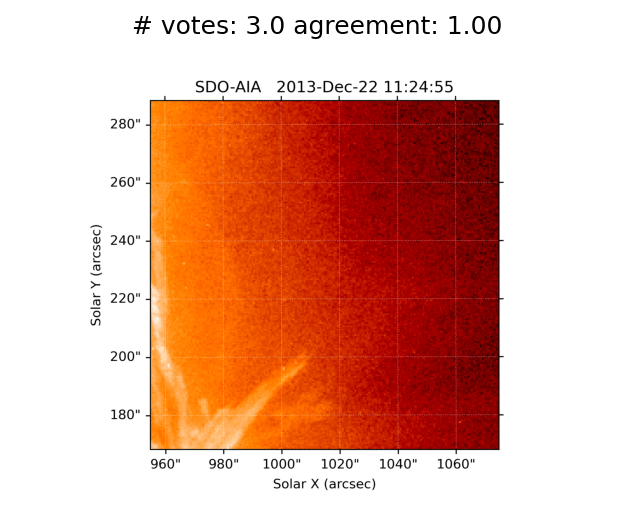 # votes: 3.0 agreement: 1.00
SDO-AIA 2013-Dec-22 11:24:55
280"
260"
240"
220"
200"
180"
Solar Y (arcsec)
960" 980" 1000" 1020" 1040" 1060"
Solar X (arcsec)